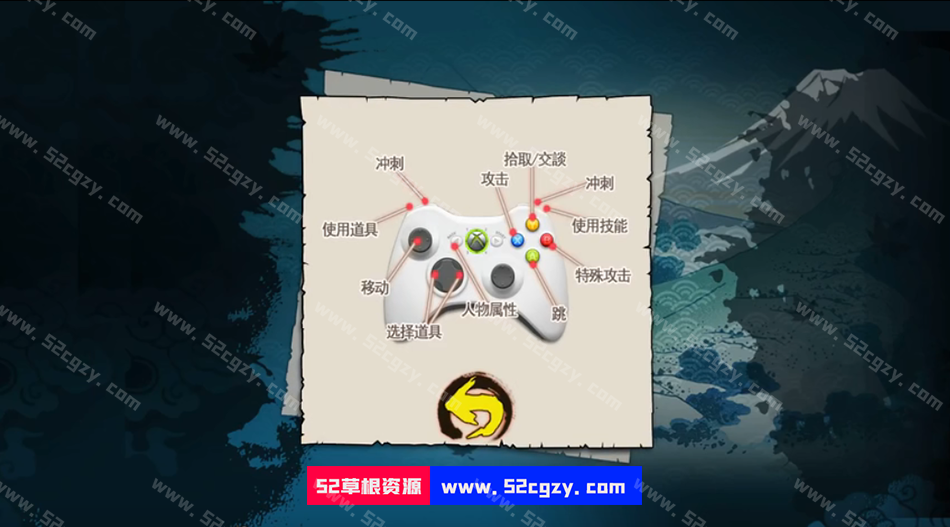 冲刺
拾取/交談
攻击
冲刺
使用道具
使用技能
特殊攻击
移动
人物属性
跳
选择道具
52草根资源 www.52cgzy.com